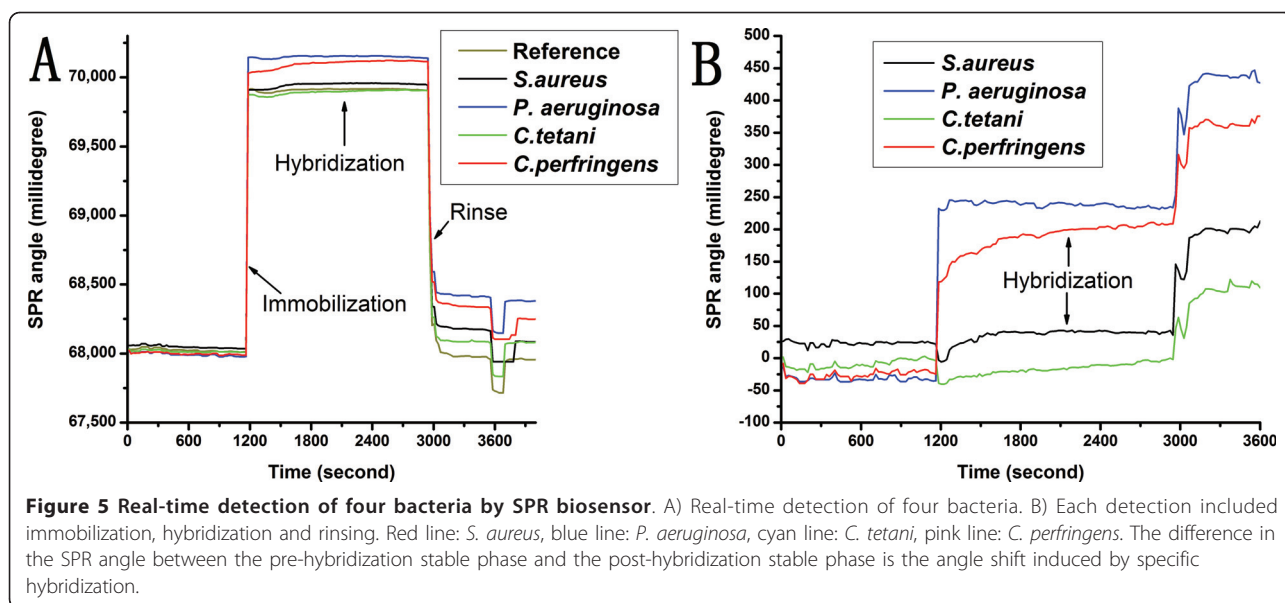 A
SPR angle (millidegree)
70,000
69,500
69,000
68,500
68,000
67,500
0 600 1200 1800 2400 3000 3600
Time (second)
Reference
S.aureus
P. aeruginosa
C.tetani
C.perfringens
Hybridization
Rinse
Immobilization
B
SPR angle (millidegree)
500
450
400
350
300
250
200
150
100
50
0
-50
-100
0 600 1200 1800 2400 3000 3600
Time (second)
S.aureus
P. aeruginosa
C.tetani
C.perfringens
Hybridization
Figure 5 Real-time detection of four bacteria by SPR biosensor. A) Real-time detection of four bacteria. B) Each detection included
immobilization, hybridization and rinsing. Red line: S. aureus, blue line: P. aeruginosa, cyan line: C. tetani, pink line: C. perfringens. The difference in
the SPR angle between the pre-hybridization stable phase and the post-hybridization stable phase is the angle shift induced by specific
hybridization.